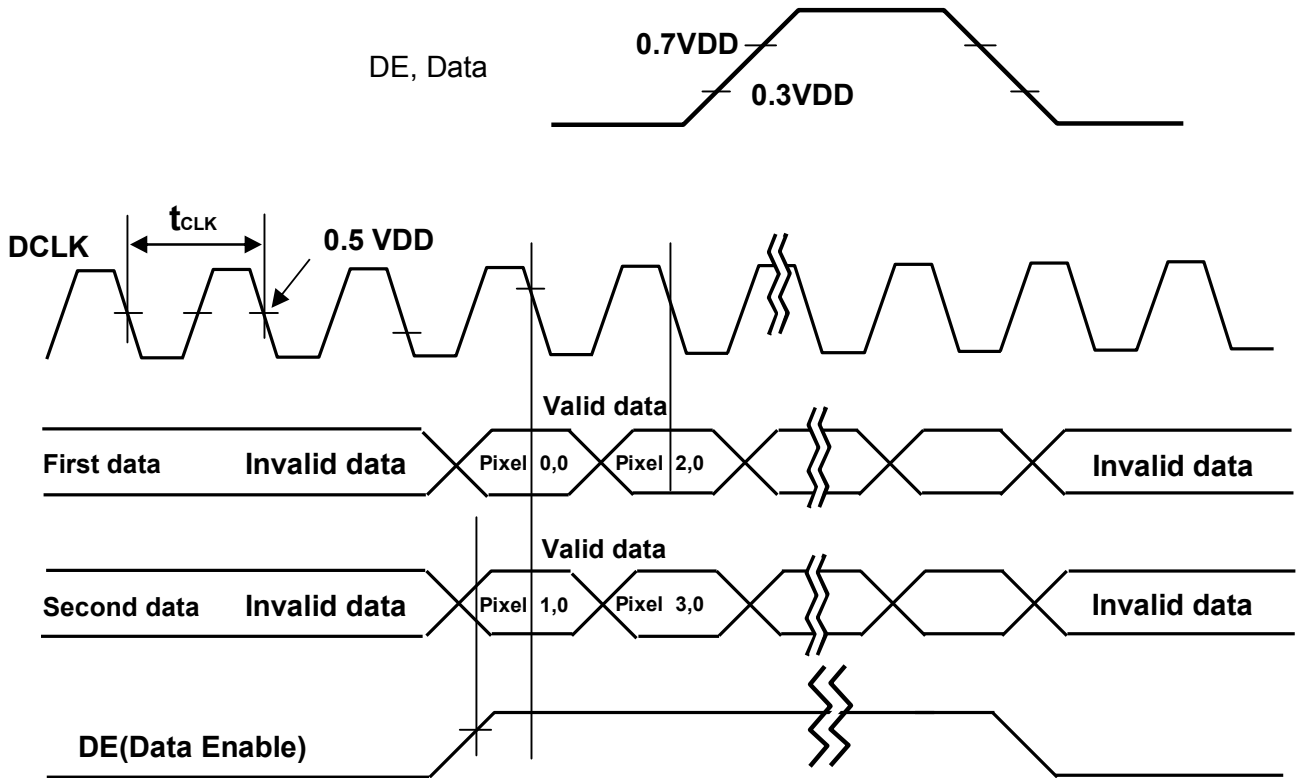 0.7VDD
DE, Data
0.3VDD
tCLK
DCLK
0.5 VDD
Valid data
First data Invalid data Pixel 0,0 Pixel 2,0 Invalid data
Valid data
Second data Invalid data Pixel 1,0 Pixel 3,0 Invalid data
DE(Data Enable)